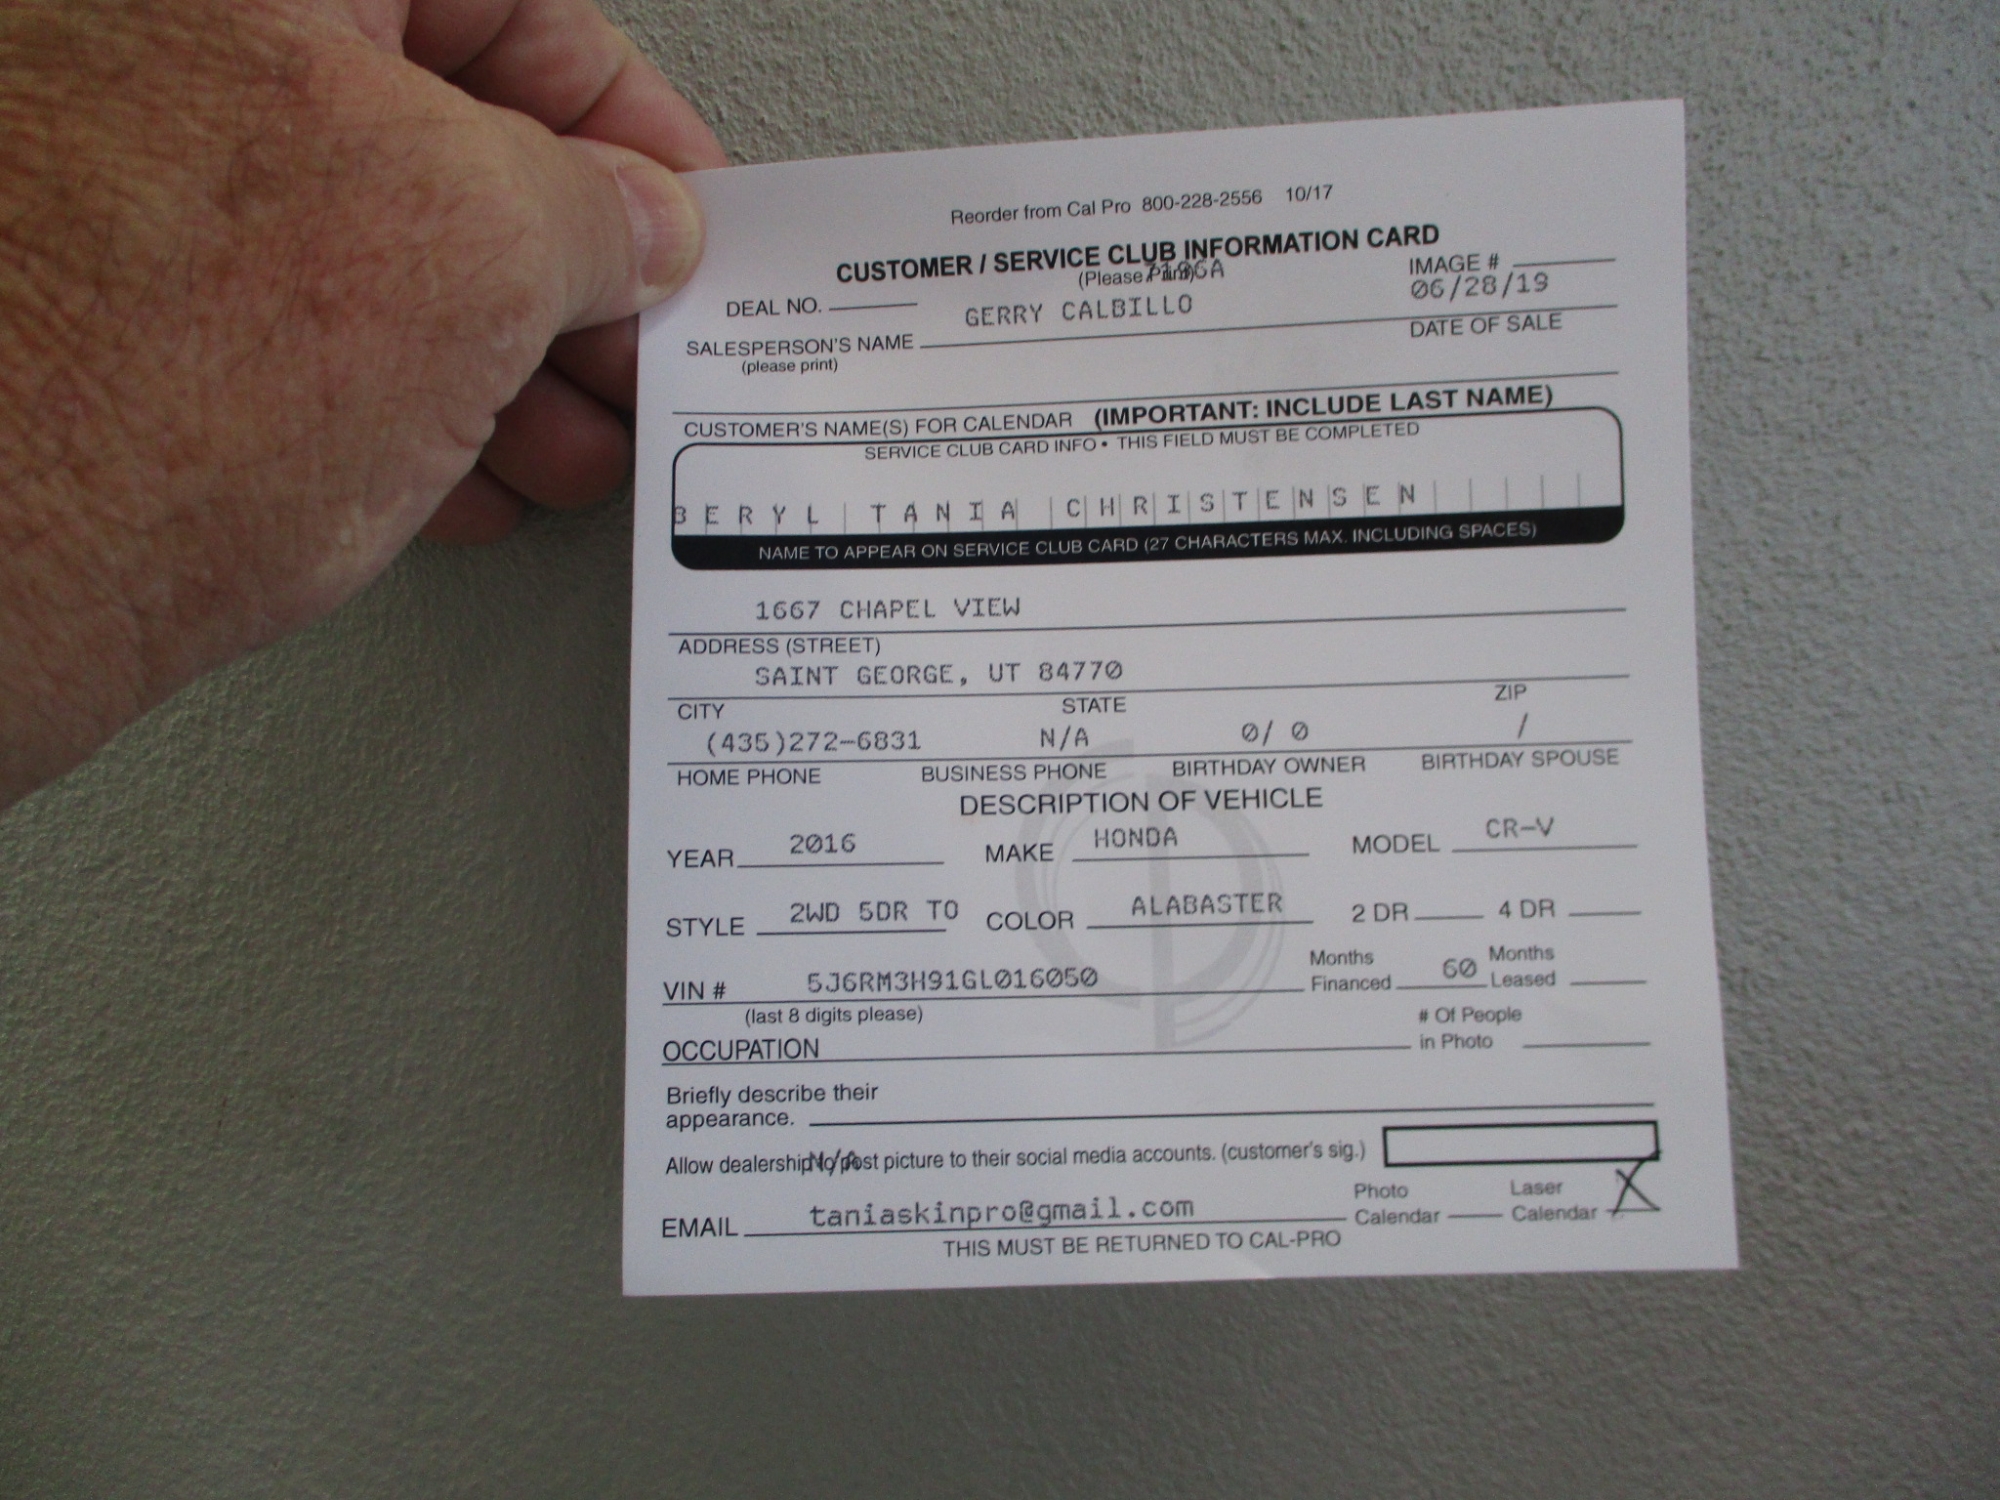 Reorder from Cal Pro 800-228-2556 10/17
CUSTOMER / SERVICE CLUB INFORMATION CARD
(Please Print)
DEAL NO. IMAGE #
GERRY CALBILLO 06/28/19
SALESPERSON'S NAME DATE OF SALE
(please print)
CUSTOMER'S NAME(S) FOR CALENDAR (IMPORTANT: INCLUDE LAST NAME)
SERVICE CLUB CARD INFO • THIS FIELD MUST BE COMPLETED
BERYL TANIA CHRISTENSEN
NAME TO APPEAR ON SERVICE CLUB CARD (27 CHARACTERS MAX. INCLUDING SPACES)
1667 CHAPEL VIEW
ADDRESS (STREET)
SAINT GEORGE, UT 84770
CITY STATE ZIP
(435)272-6831 N/A 0/ 0 /
HOME PHONE BUSINESS PHONE BIRTHDAY OWNER BIRTHDAY SPOUSE
DESCRIPTION OF VEHICLE
YEAR 2016 MAKE HONDA MODEL CR-V
STYLE 2WD 5DR TO COLOR ALABASTER 2 DR 4 DR
Months Months
VIN # 5J6RM3H91GL016050 Financed 60 Leased
(last 8 digits please) # Of People
OCCUPATION in Photo
Briefly describe their
appearance.
Allow dealership to post picture to their social media accounts. (customer's sig.)
N/A
Photo Laser
EMAIL taniaskinpro@gmail.com Calendar Calendar X
THIS MUST BE RETURNED TO CAL-PRO